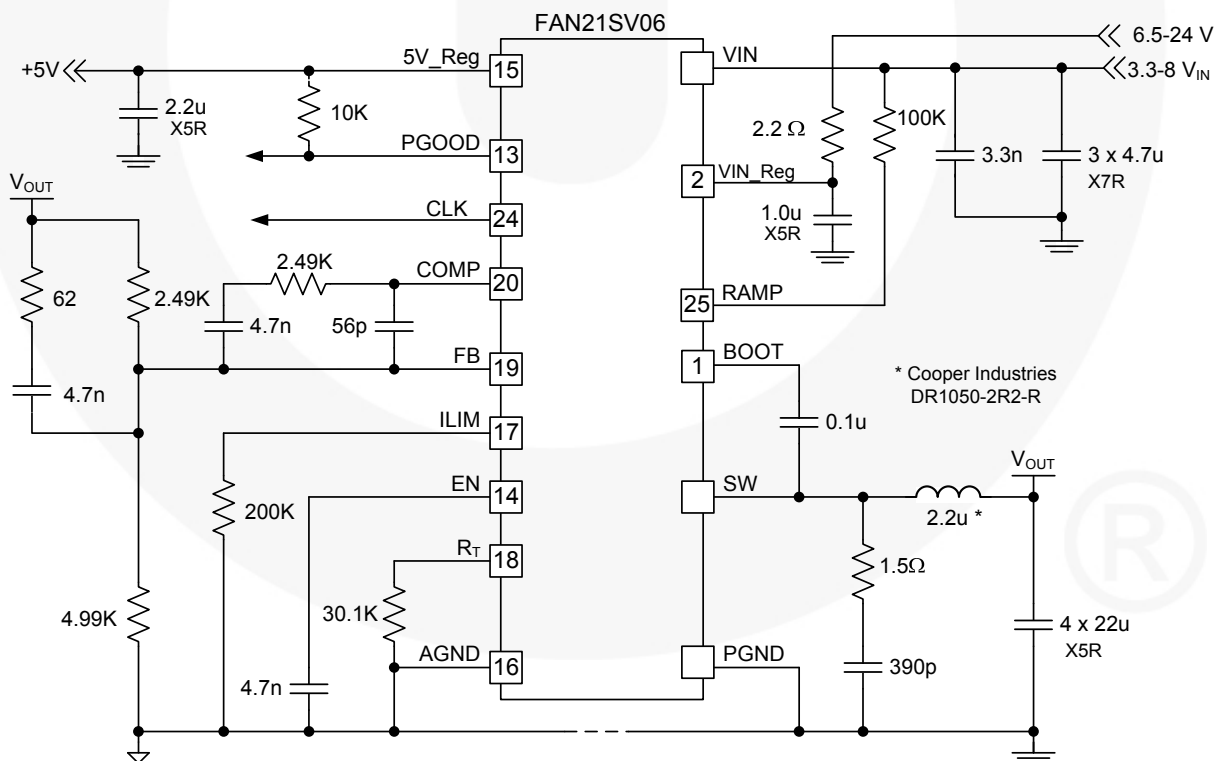 FAN21SV06
+5V
5V_Reg
15
2.2u
X5R
10K
PGOOD
13
CLK
24
VOUT
62
2.49K
4.7n
2.49K
4.7n
56p
COMP
20
FB
19
ILIM
17
200K
EN
14
4.7n
RT
18
30.1K
4.99K
AGND
16
VIN
6.5-24 V
3.3-8 VIN
2.2 Ω
100K
3.3n
3 x 4.7u
X7R
2
VIN_Reg
1.0u
X5R
25
RAMP
1
BOOT
0.1u
* Cooper Industries
DR1050-2R2-R
SW
2.2u *
VOUT
1.5Ω
390p
4 x 22u
X5R
PGND
®